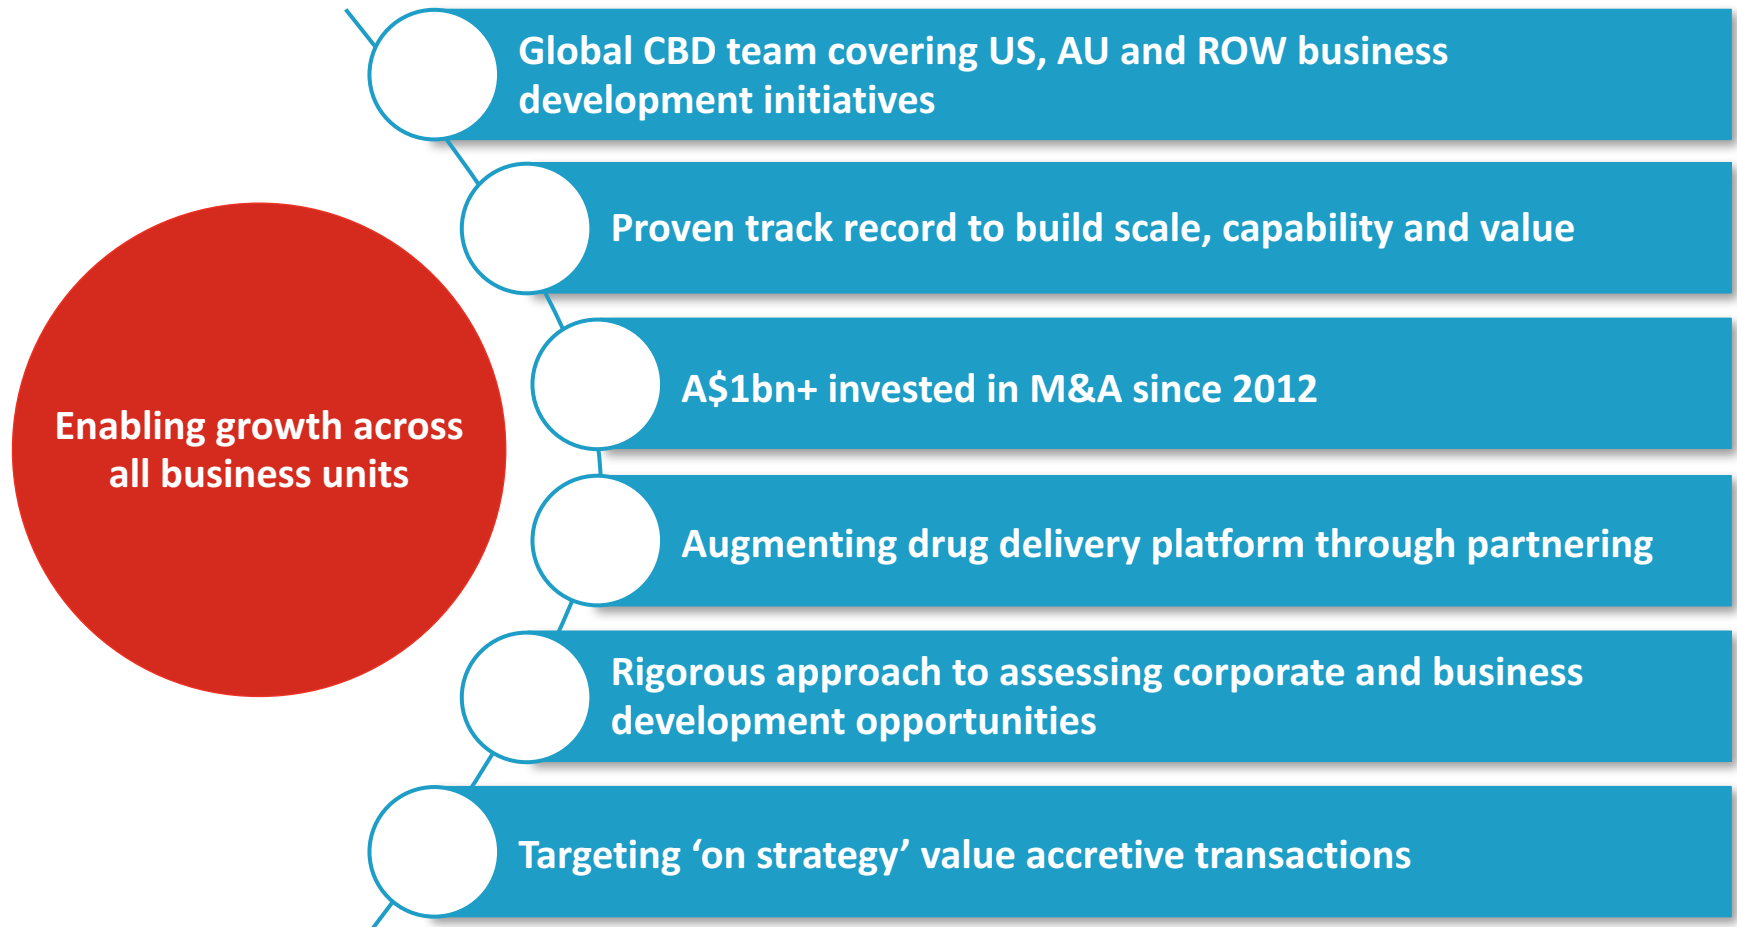 Global CBD team covering US, AU and ROW business
development initiatives
Proven track record to build scale, capability and value
A$1bn+ invested in M&A since 2012
Enabling growth across
all business units
Augmenting drug delivery platform through partnering
Rigorous approach to assessing corporate and business
development opportunities
Targeting ‘on strategy’ value accretive transactions